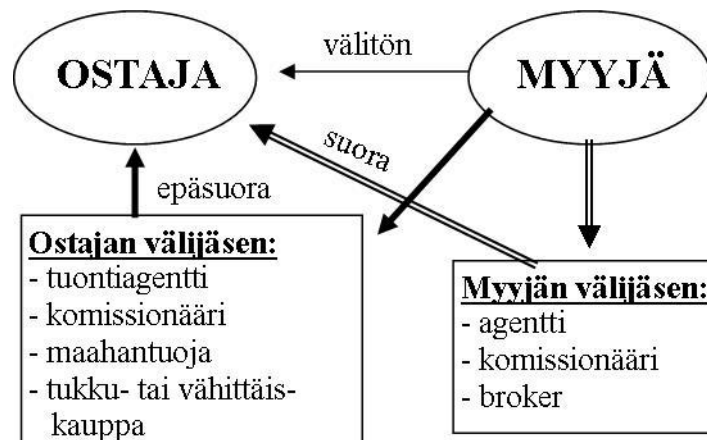 OSTAJA
välitön
MYYJÄ
suora
epäsuora
Ostajan välijäsen:
- tuontiagentti
- komissionääri
- maahantuoja
- tukku- tai vähittäis-
kauppa
Myyjän välijäsen:
- agentti
- komissionääri
- broker